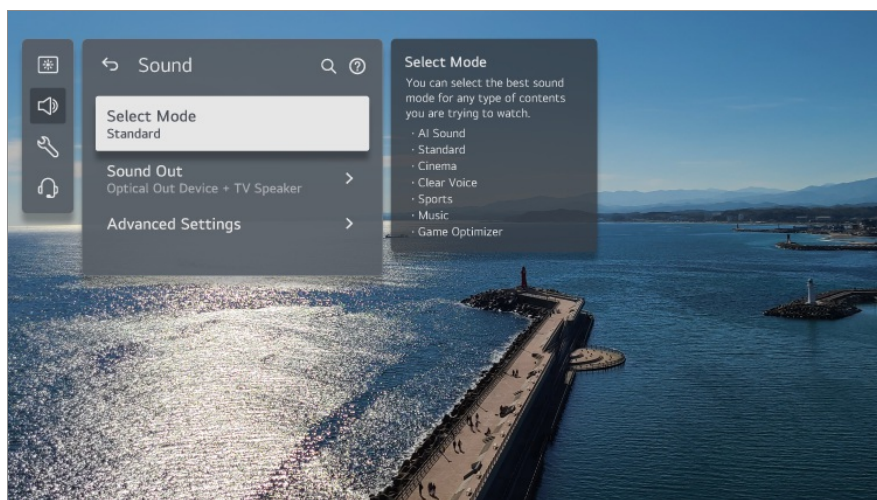 Sound
Select Mode
Standard
Sound Out
Optical Out Device + TV Speaker
Advanced Settings
Select Mode
You can select the best sound
mode for any type of contents
you are trying to watch.
· AI Sound
· Standard
· Cinema
· Clear Voice
· Sports
· Music
· Game Optimizer